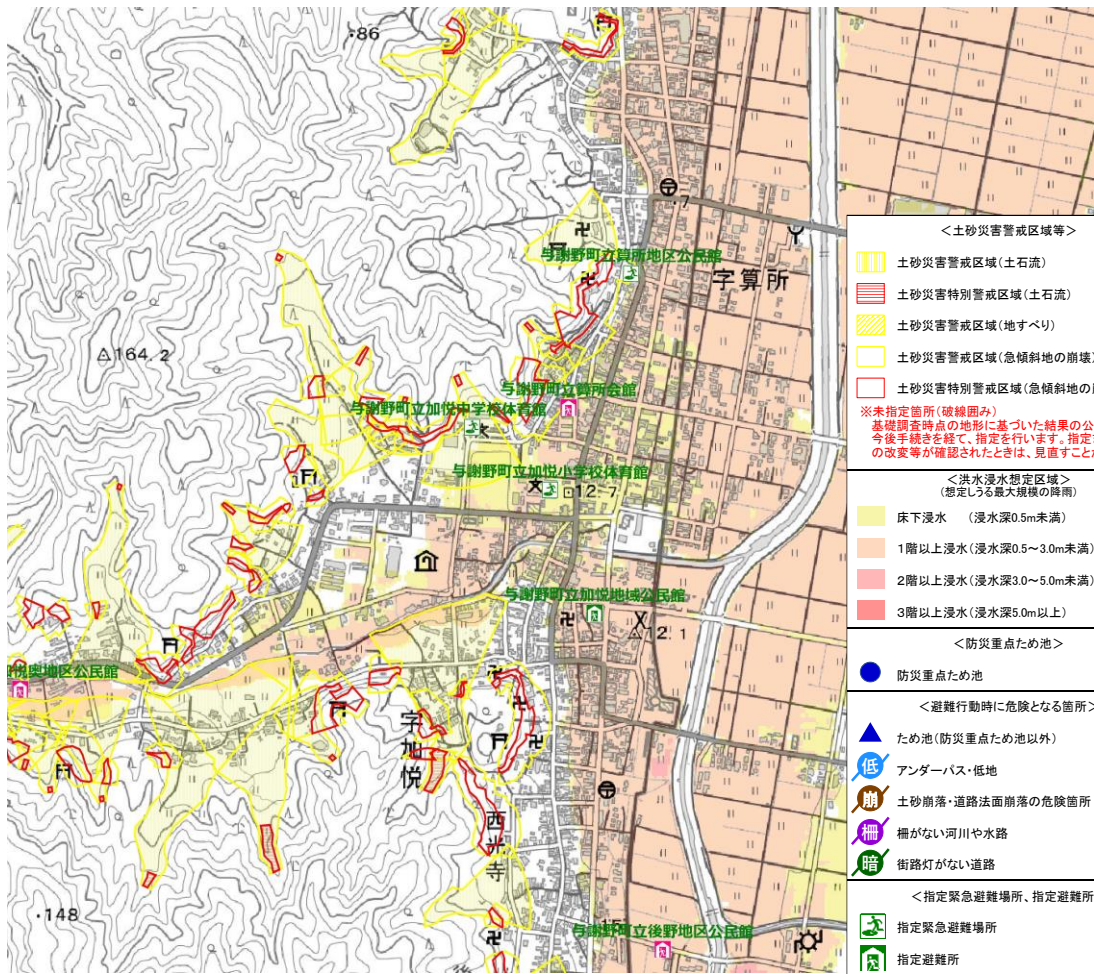 ・86
・7
与謝野町立算所地区公民館
字算所
△164.2
与謝野町立算所会館
与謝野町立加悦中学校体育館
与謝野町立加悦小学校体育館
12.7
与謝野町立加悦地域公民館
△12.1
奥地区公民館
字加悦
西光寺
・148
与謝野町立後野地区公民館
＜土砂災害警戒区域等＞
土砂災害警戒区域(土石流)
土砂災害特別警戒区域(土石流)
土砂災害警戒区域(地すべり)
土砂災害警戒区域(急傾斜地の崩壊)
土砂災害特別警戒区域(急傾斜地の
※未指定箇所(破線囲み)
基礎調査時点の地形に基づいた結果の公
今後手続きを経て、指定を行います。指定
の改変等が確認されたときは、見直すことが
＜洪水浸水想定区域＞
(想定しうる最大規模の降雨)
床下浸水　(浸水深0.5m未満)
1階以上浸水(浸水深0.5～3.0m未満)
2階以上浸水(浸水深3.0～5.0m未満)
3階以上浸水(浸水深5.0m以上)
＜防災重点ため池＞
防災重点ため池
＜避難行動時に危険となる箇所＞
ため池(防災重点ため池以外)
低 アンダーパス・低地
崩 土砂崩落・道路法面崩落の危険箇所
柵 柵がない河川や水路
暗 街路灯がない道路
＜指定緊急避難場所、指定避難所
指定緊急避難場所
指定避難所